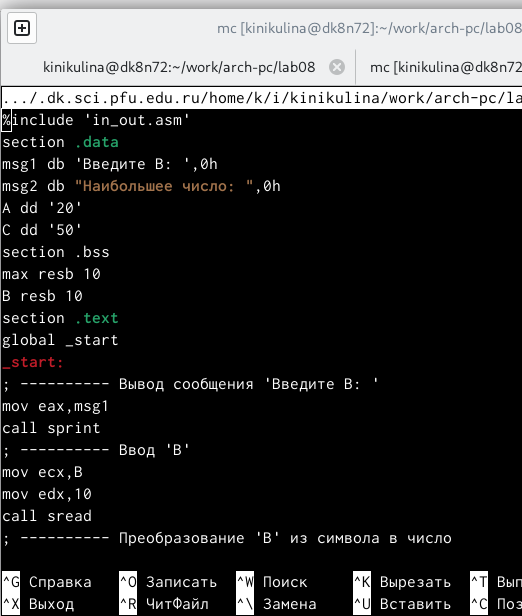 mc [kinikulina@dk8n72]:~/work/arch-pc/lab08
kinikulina@dk8n72:~/work/arch-pc/lab08
mc [kinikulina@dk8n72
.../.dk.sci.pfu.edu.ru/home/k/i/kinikulina/work/arch-pc/la
%include 'in_out.asm'
section .data
msg1 db 'Введите B: ',0h
msg2 db "Наибольшее число: ",0h
A dd '20'
C dd '50'
section .bss
max resb 10
B resb 10
section .text
global _start
_start:
; ---------- Вывод сообщения 'Введите B: '
mov eax,msg1
call sprint
; ---------- Ввод 'B'
mov ecx,B
mov edx,10
call sread
; ---------- Преобразование 'B' из символа в число
^G Справка ^O Записать ^W Поиск ^K Вырезать ^T Вып
^X Выход ^R ЧитФайл ^\ Замена ^U Вставить ^C Поз